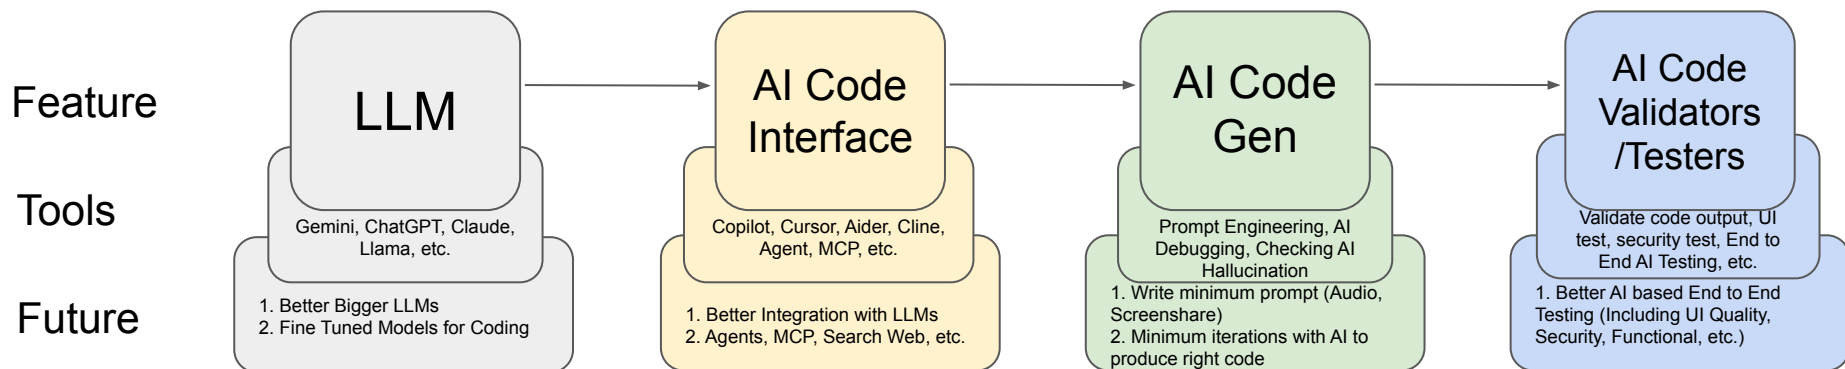 Feature
LLM
AI Code
Interface
AI Code
Gen
AI Code
Validators
/Testers
Tools
Gemini, ChatGPT, Claude,
Llama, etc.
Copilot, Cursor, Aider, Cline,
Agent, MCP, etc.
Prompt Engineering, AI
Debugging, Checking AI
Hallucination
Validate code output, UI
test, security test, End to
End AI Testing, etc.
Future
1. Better Bigger LLMs
2. Fine Tuned Models for Coding
1. Better Integration with LLMs
2. Agents, MCP, Search Web, etc.
1. Write minimum prompt (Audio,
Screenshare)
2. Minimum iterations with AI to
produce right code
1. Better AI based End to End
Testing (Including UI Quality,
Security, Functional, etc.)